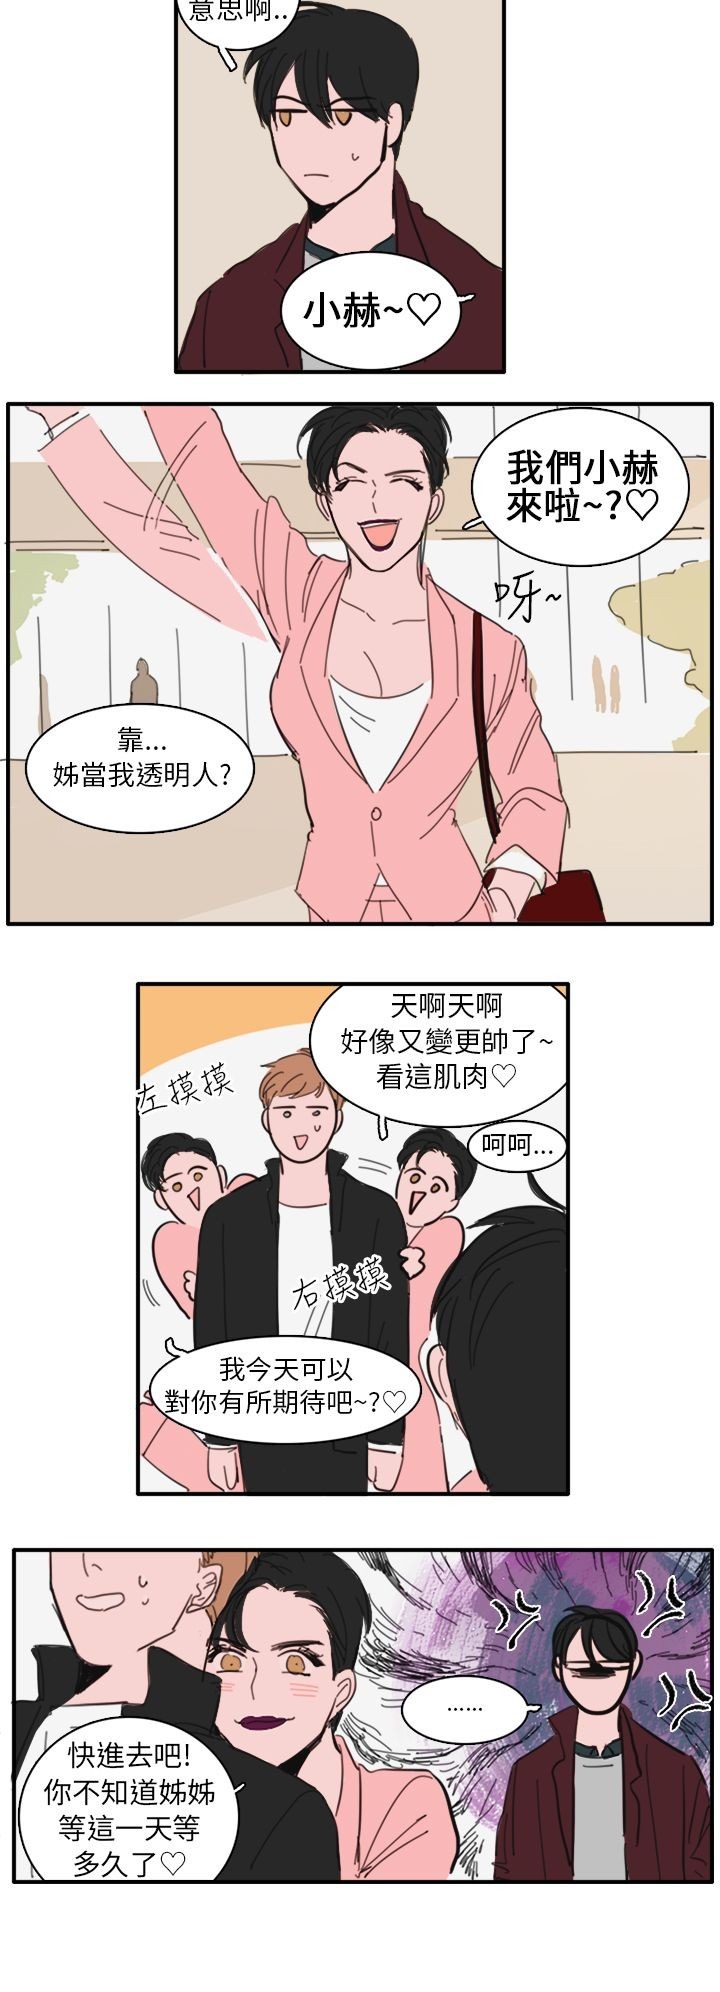 意思啊..
小赫~♡
我們小赫
來啦~?♡
呀~
靠...
姊當我透明人?
天啊天啊
好像又變更帥了~
看這肌肉♡
左摸摸
呵呵...
右摸摸
我今天可以
對你有所期待吧~?♡
......
快進去吧!
你不知道姊姊
等這一天等
多久了♡